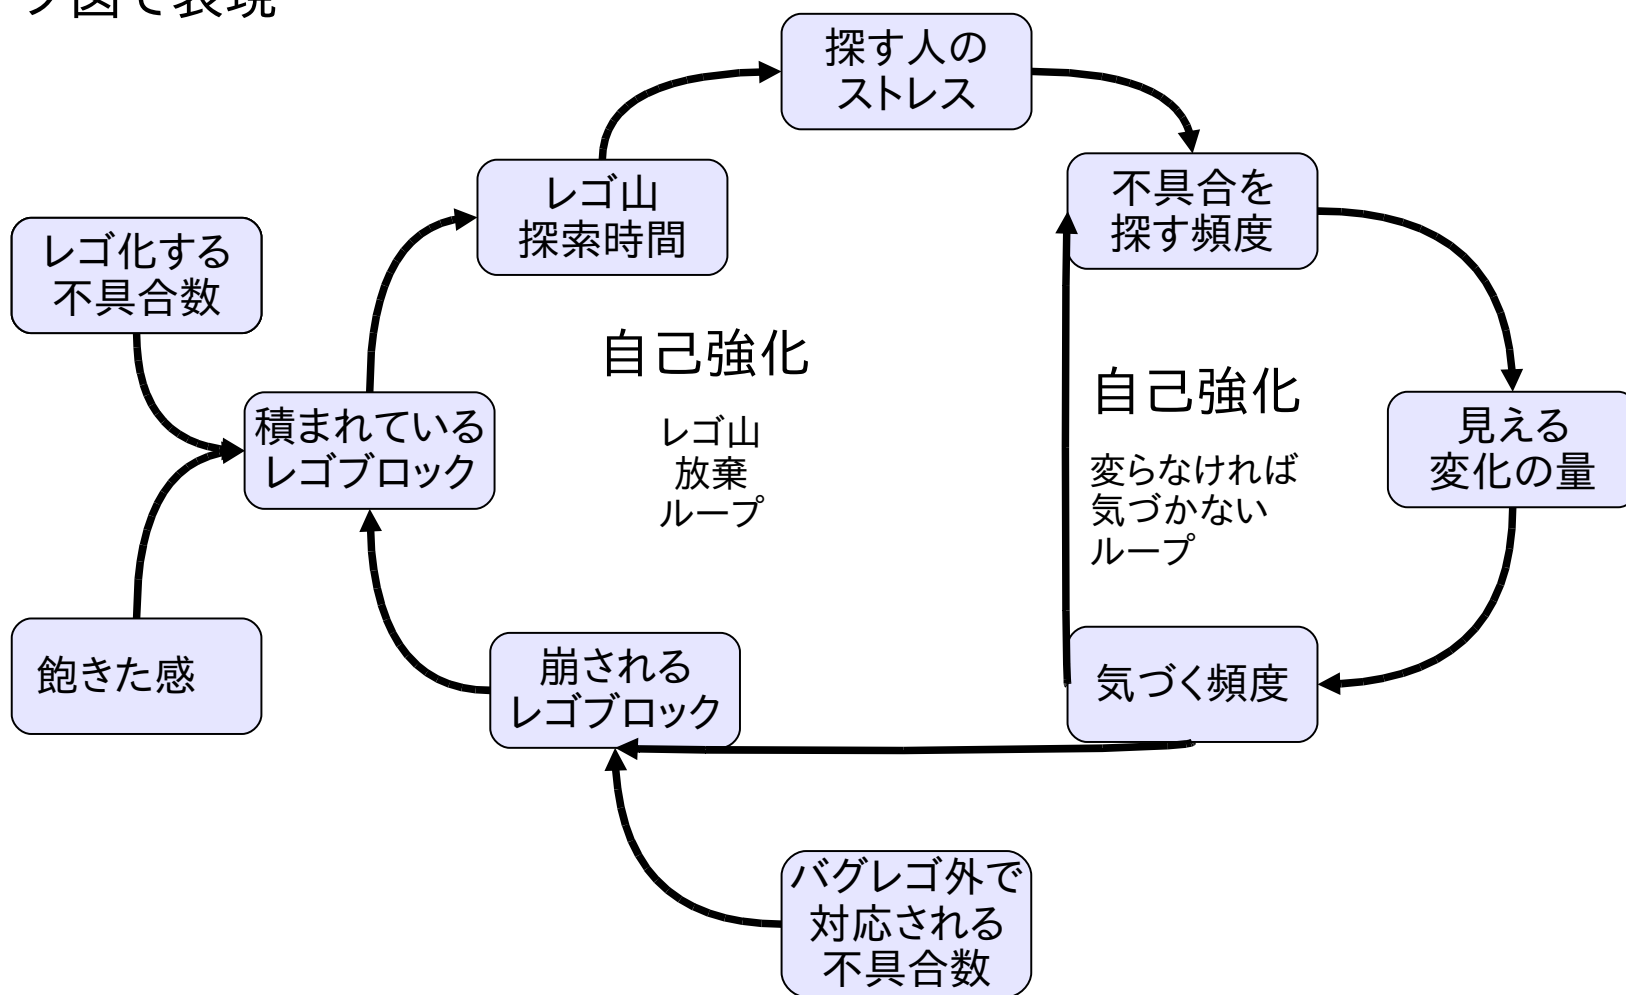 図で表現
探す人の
ストレス
レゴ山
探索時間
不具合を
探す頻度
レゴ化する
不具合数
自己強化
レゴ山
放棄
ループ
自己強化
変らなければ
気づかない
ループ
積まれている
レゴブロック
見える
変化の量
飽きた感
崩される
レゴブロック
気づく頻度
バグレゴ外で
対応される
不具合数